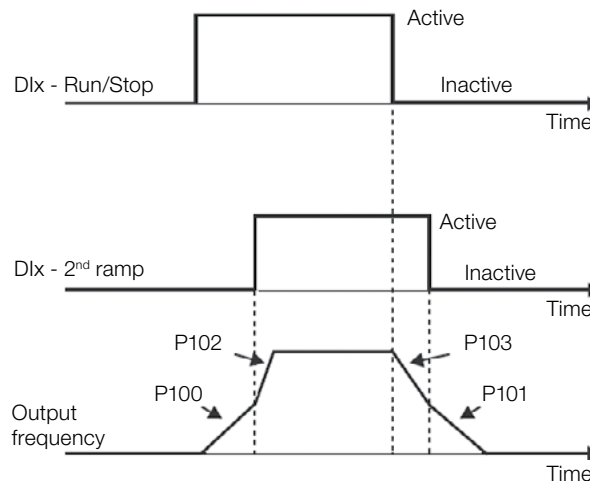 Active
DIx - Run/Stop
Inactive
Time
Active
DIx - 2nd ramp
Inactive
Time
P102
P103
P100
P101
Output
frequency
Time